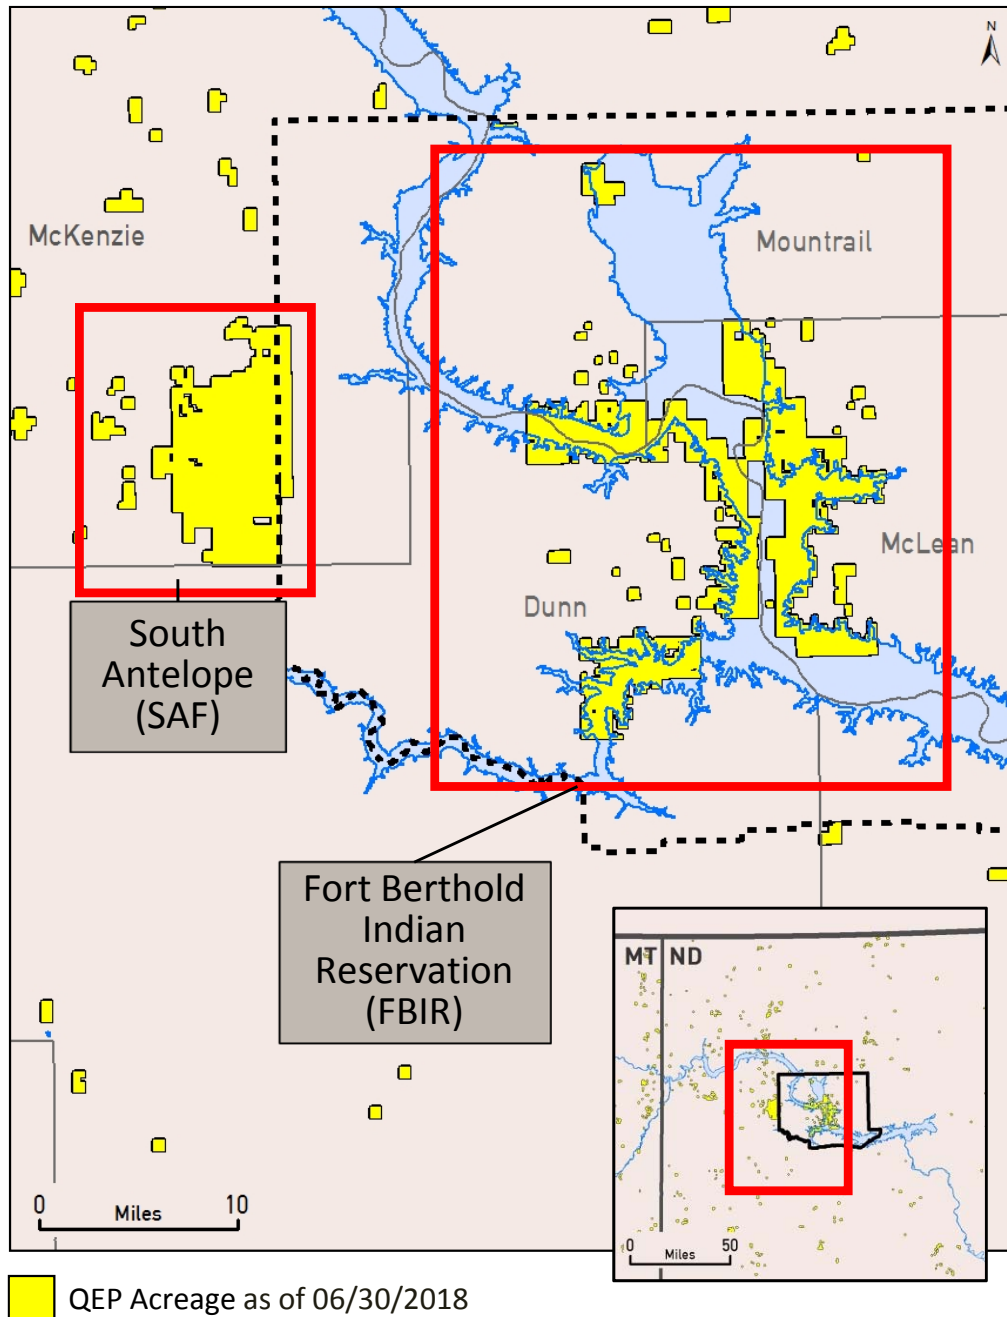 N
McKenzie
Mountrail
McLean
Dunn
South
Antelope
(SAF)
Fort Berthold
Indian
Reservation
(FBIR)
MT ND
0 Miles 10
0 Miles 50
QEP Acreage as of 06/30/2018